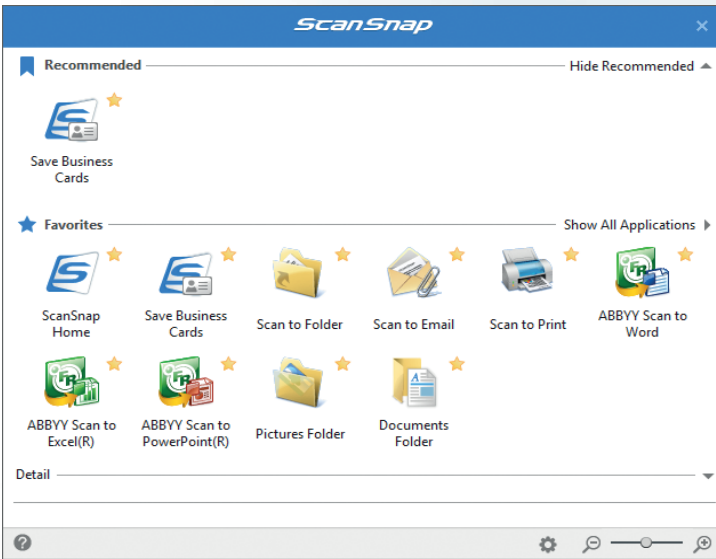 ScanSnap
Recommended
Hide Recommended
Save Business
Cards
Favorites
Show All Applications
ScanSnap
Home
Save Business
Cards
Scan to Folder
Scan to Email
Scan to Print
ABBYY Scan to
Word
ABBYY Scan to
Excel(R)
ABBYY Scan to
PowerPoint(R)
Pictures Folder
Documents
Folder
Detail